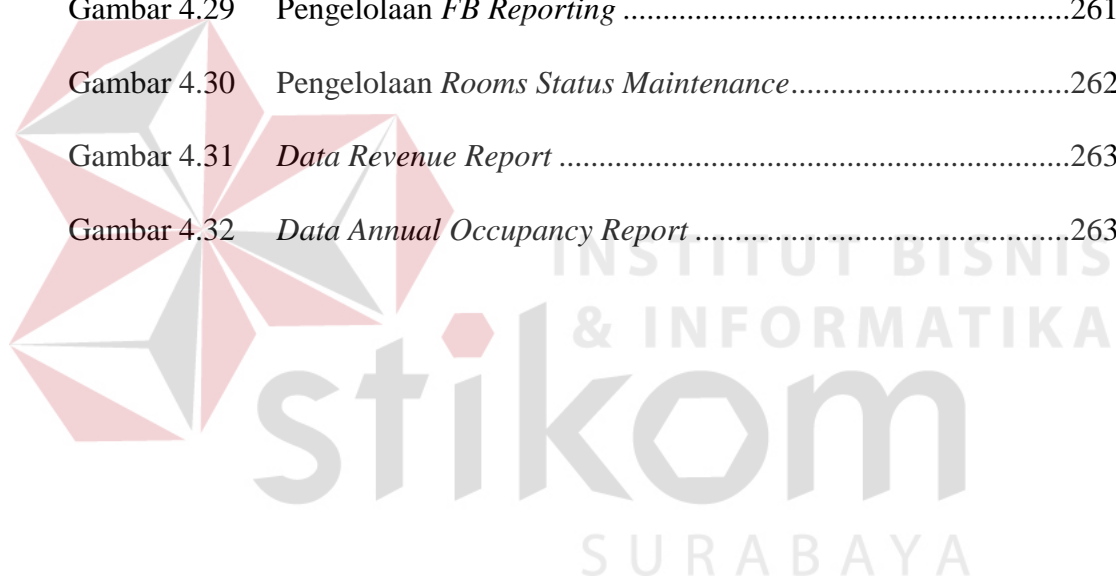 Gambar 4.29 Pengelolaan FB Reporting ........................................................................261
Gambar 4.30 Pengelolaan Rooms Status Maintenance.............................................262
Gambar 4.31 Data Revenue Report ..................................................................................263
Gambar 4.32 Data Annual Occupancy Report ............................................................263
INSTITUT BISNIS
& INFORMATIKA
stikom
SURABAYA